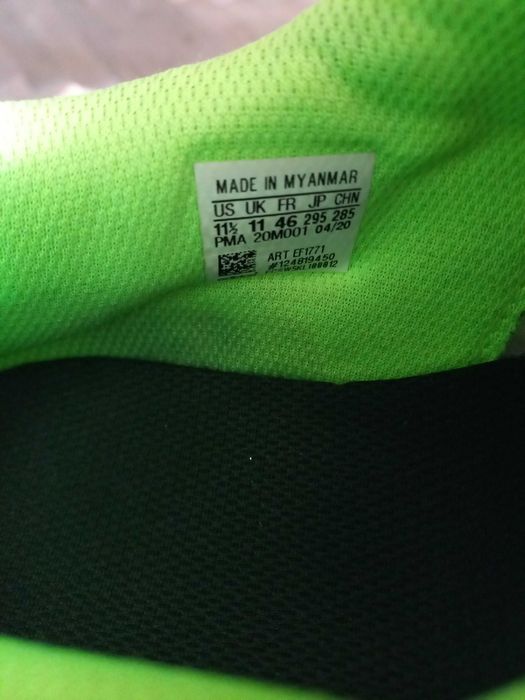 MADE IN MYANMAR
US UK FR JP CHN
11½ 11 46 295 285
PMA 20M001 04/20
ART EF1771
#124819450